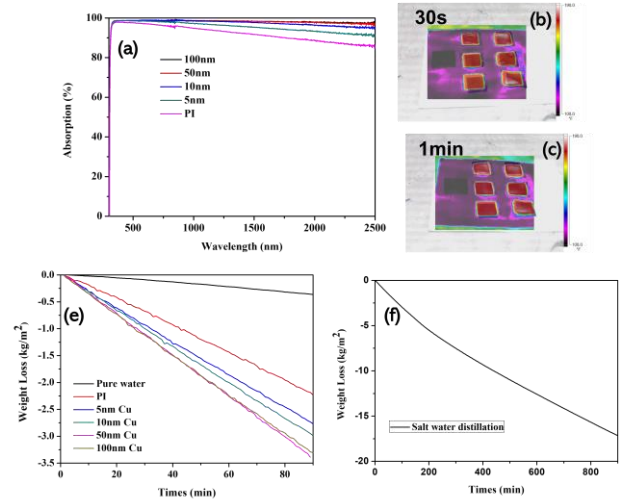 100
80
60
40
20
0
Absorption (%)
(a)
100nm
50nm
10nm
5nm
PI
500
1000
1500
2000
2500
Wavelength (nm)
30s
(b)
1min
(c)
0.0
-0.5
-1.0
-1.5
-2.0
-2.5
-3.0
-3.5
Weight Loss (kg/m²)
(e)
Pure water
PI
5nm Cu
10nm Cu
50nm Cu
100nm Cu
0
20
40
60
80
Times (min)
0
-5
-10
-15
-20
Weight Loss (kg/m²)
(f)
Salt water distillation
0
200
400
600
800
Times (min)